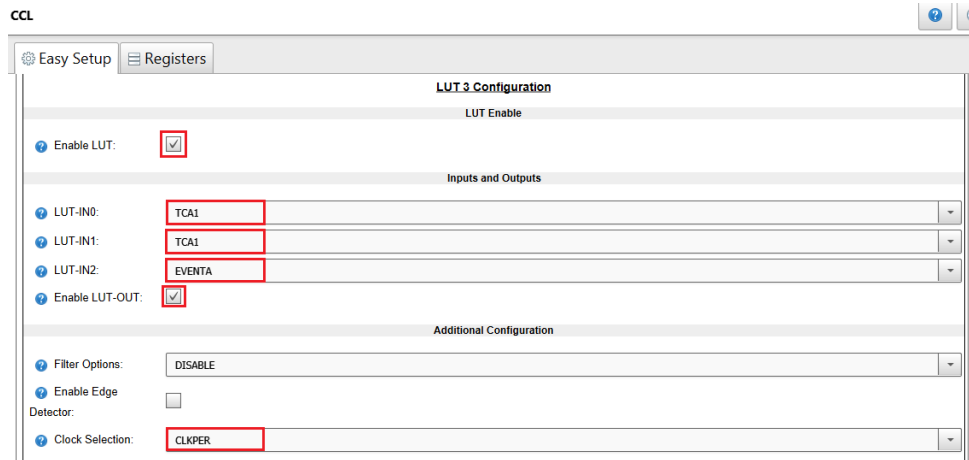 CCL
Easy Setup Registers
LUT 3 Configuration
LUT Enable
Enable LUT:
Inputs and Outputs
LUT-IN0: TCA1
LUT-IN1: TCA1
LUT-IN2: EVENTA
Enable LUT-OUT:
Additional Configuration
Filter Options: DISABLE
Enable Edge
Detector:
Clock Selection: CLKPER